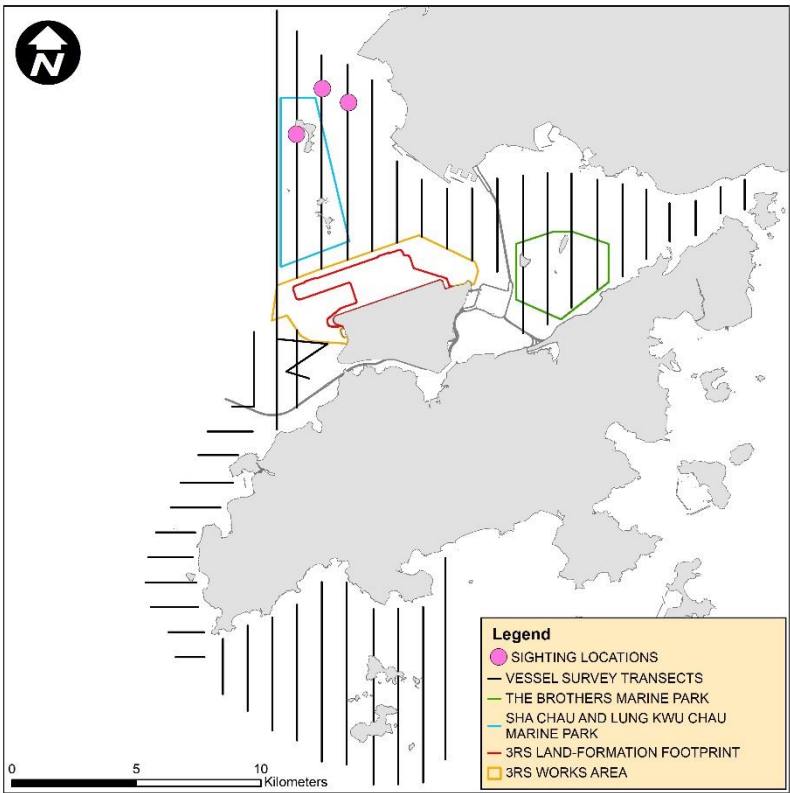 N
Legend
SIGHTING LOCATIONS
VESSEL SURVEY TRANSECTS
THE BROTHERS MARINE PARK
SHA CHAU AND LUNG KWU CHAU
MARINE PARK
3RS LAND-FORMATION FOOTPRINT
3RS WORKS AREA
0 5 10
Kilometers